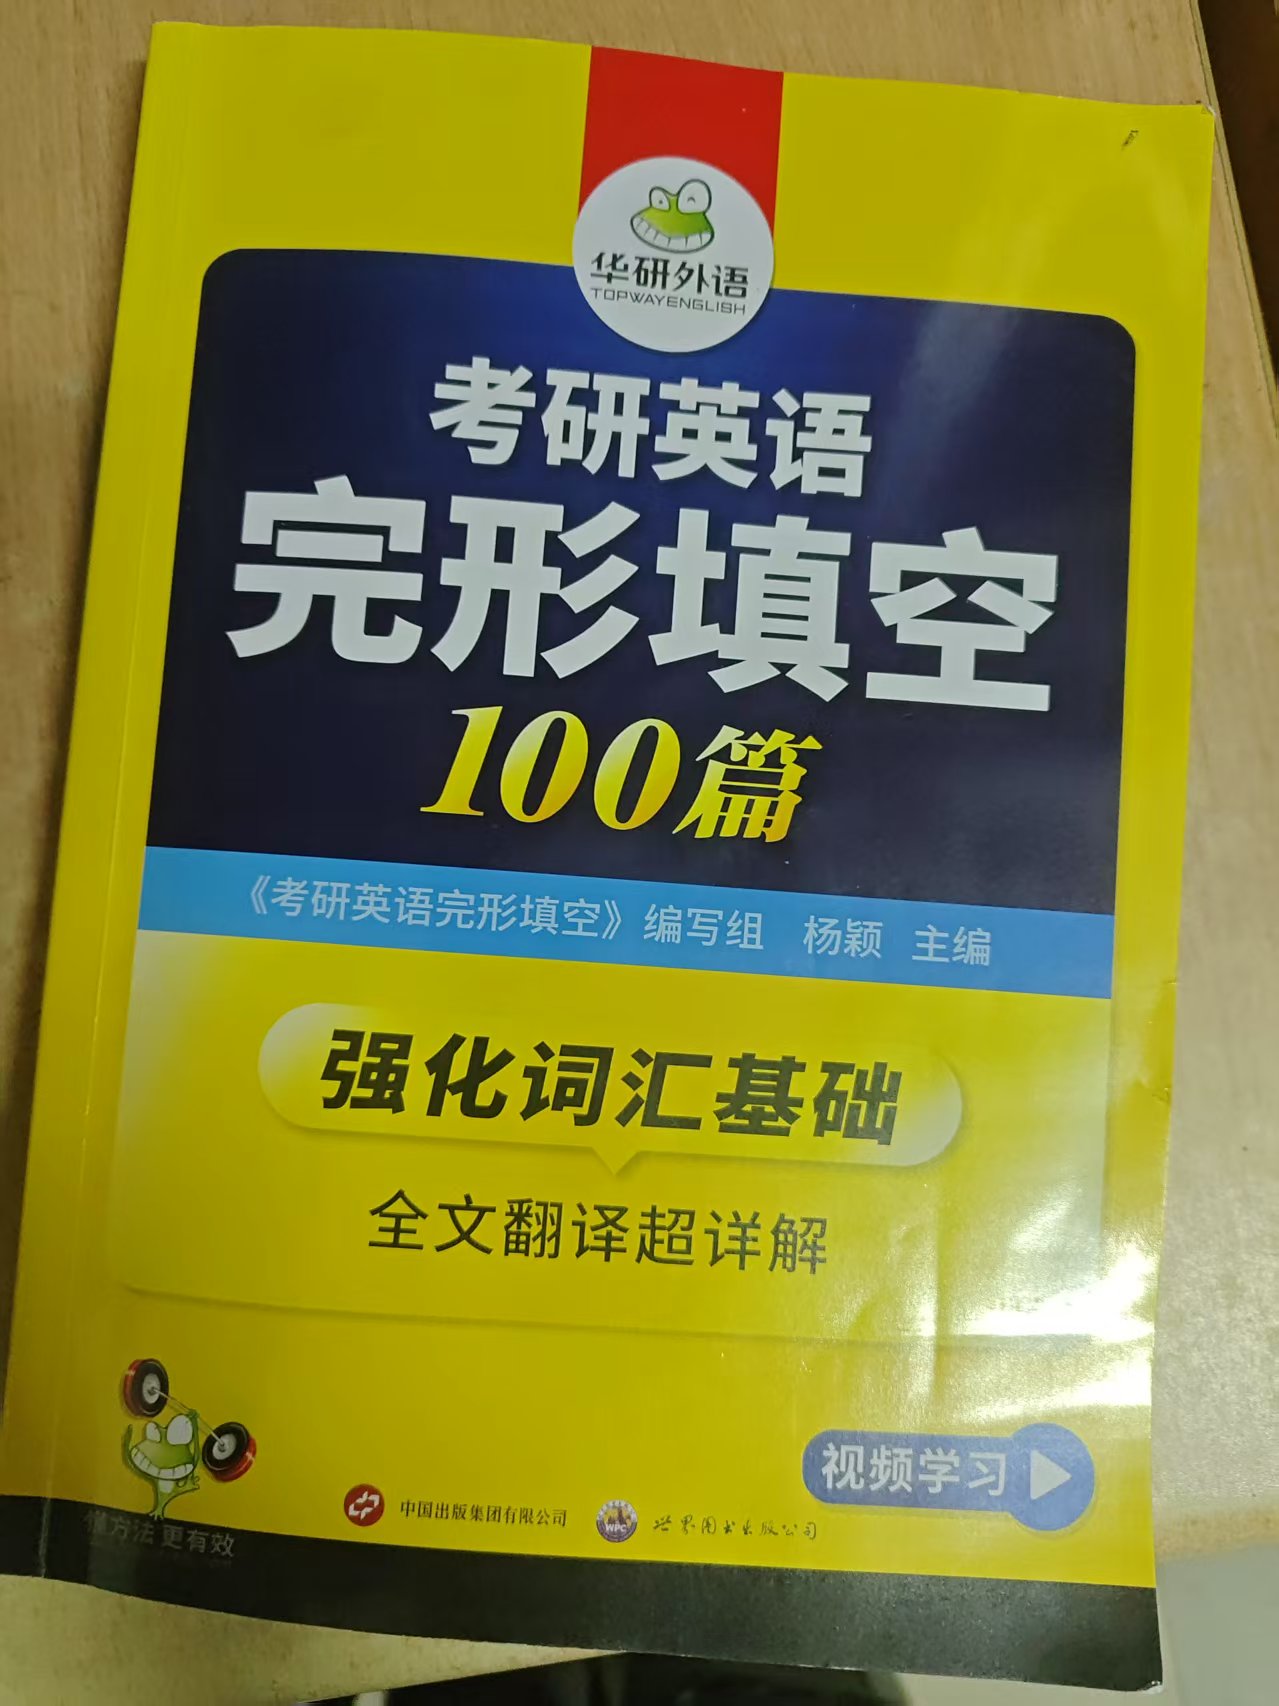 华研外语
TOPWAYENGLISH
考研英语
完形填空
100篇
《考研英语完形填空》编写组 杨颖 主编
强化词汇基础
全文翻译超详解
视频学习
中国出版集团有限公司
WPC
世界图书出版公司
懂方法 更有效